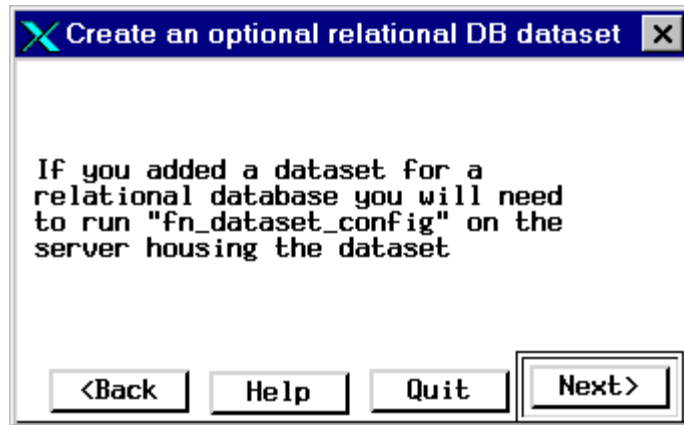 Create an optional relational DB dataset
If you added a dataset for a
relational database you will need
to run "fn_dataset_config" on the
server housing the dataset
<Back Help Quit Next>